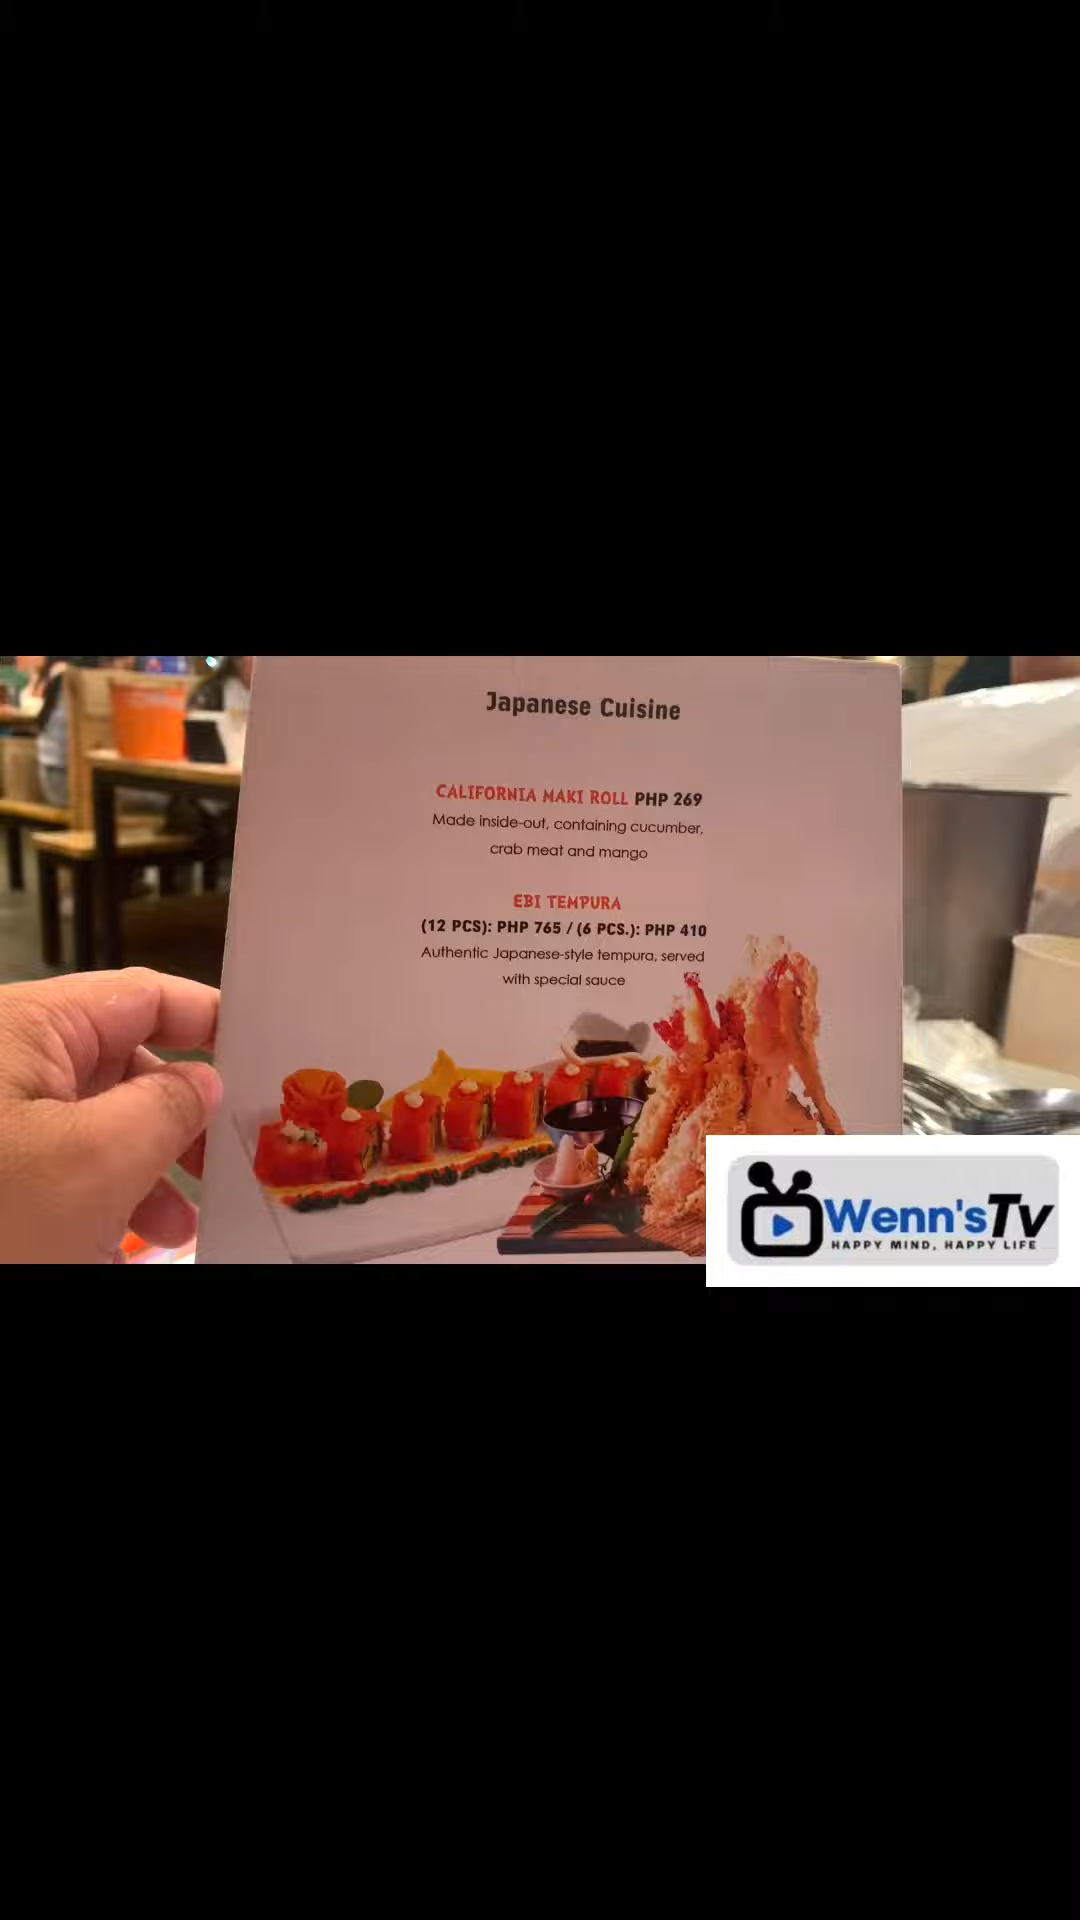 Japanese Cuisine
CALIFORNIA MAKI ROLL PHP 269
Made inside-out, containing cucumber,
crab meat and mango
EBI TEMPURA
(12 PCS): PHP 765 / (6 PCS.): PHP 410
Authentic Japanese-style tempura, served
with special sauce
Wenn'sTv
HAPPY MIND, HAPPY LIFE